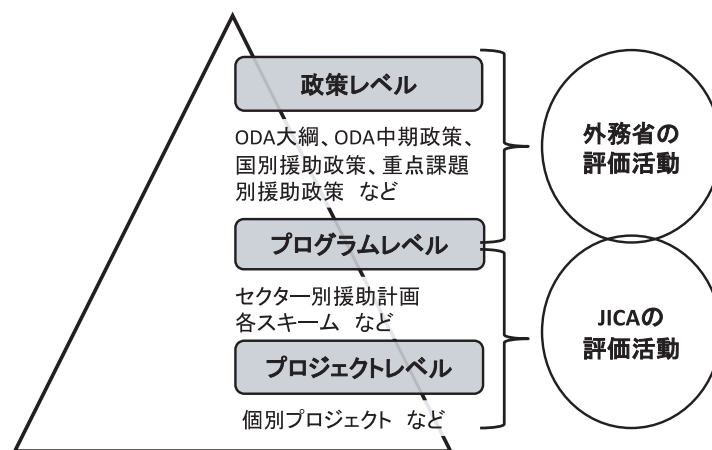 政策レベル
ODA大綱、ODA中期政策、
国別援助政策、重点課題
別援助政策 など
プログラムレベル
セクター別援助計画
各スキーム など
プロジェクトレベル
個別プロジェクト など
外務省の
評価活動
JICAの
評価活動